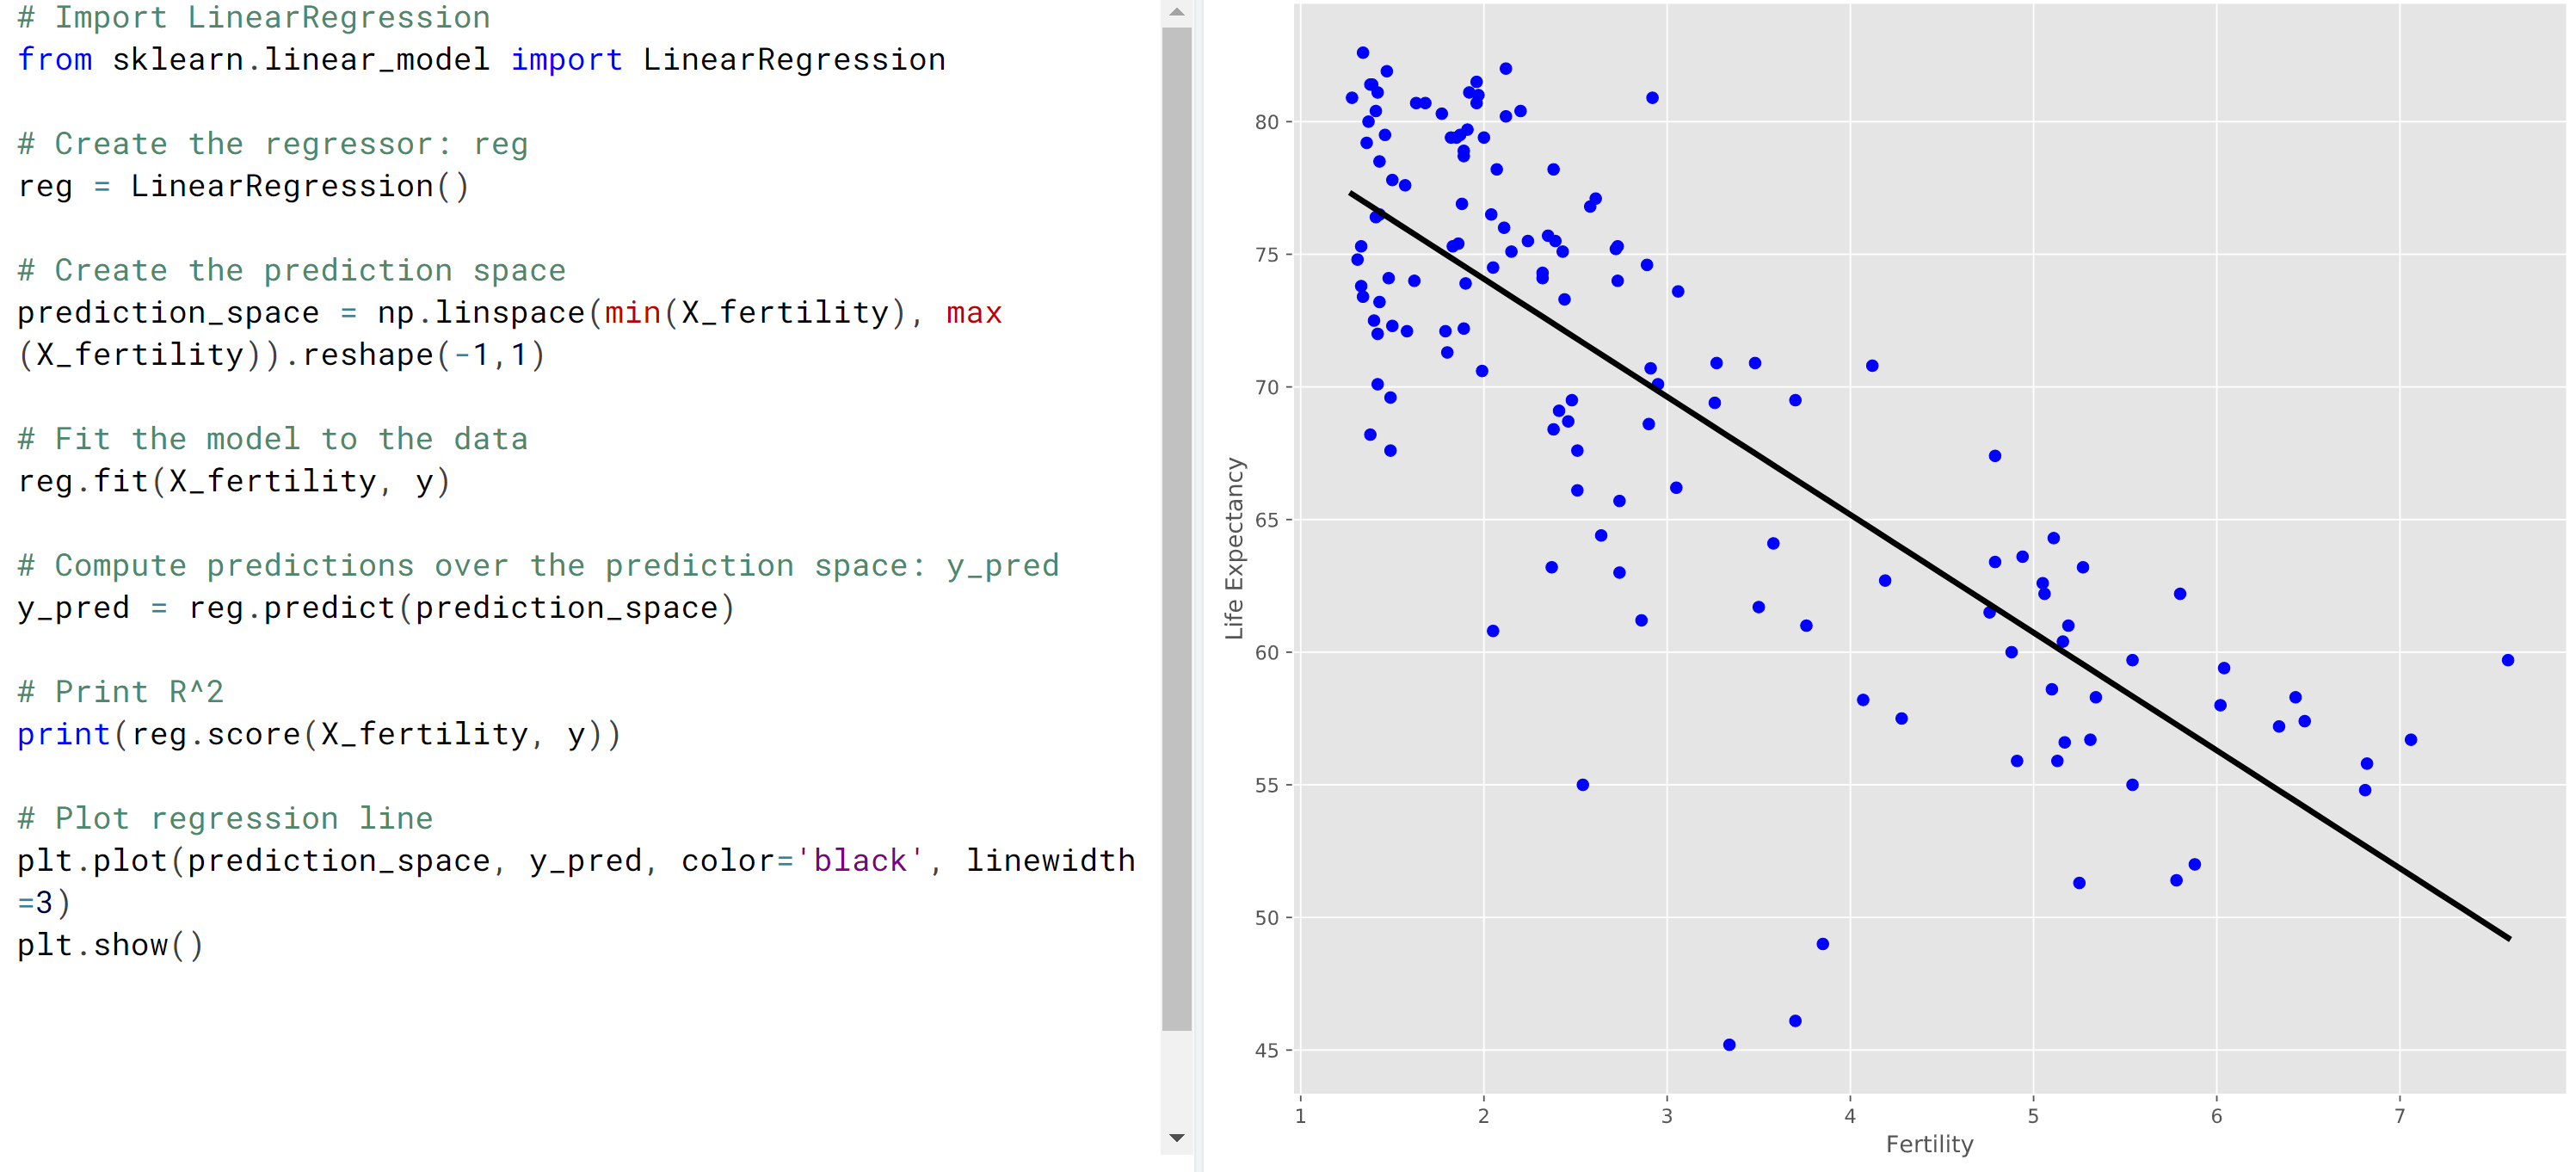 # Import LinearRegression
from sklearn.linear_model import LinearRegression
# Create the regressor: reg
reg = LinearRegression()
# Create the prediction space
prediction_space = np.linspace(min(X_fertility), max
(X_fertility)).reshape(-1,1)
# Fit the model to the data
reg.fit(X_fertility, y)
# Compute predictions over the prediction space: y_pred
y_pred = reg.predict(prediction_space)
# Print R^2
print(reg.score(X_fertility, y))
# Plot regression line
plt.plot(prediction_space, y_pred, color='black', linewidth
=3)
plt.show()
80
75
70
65
60
55
50
45
Life Expectancy
1 2 3 4 5 6 7
Fertility